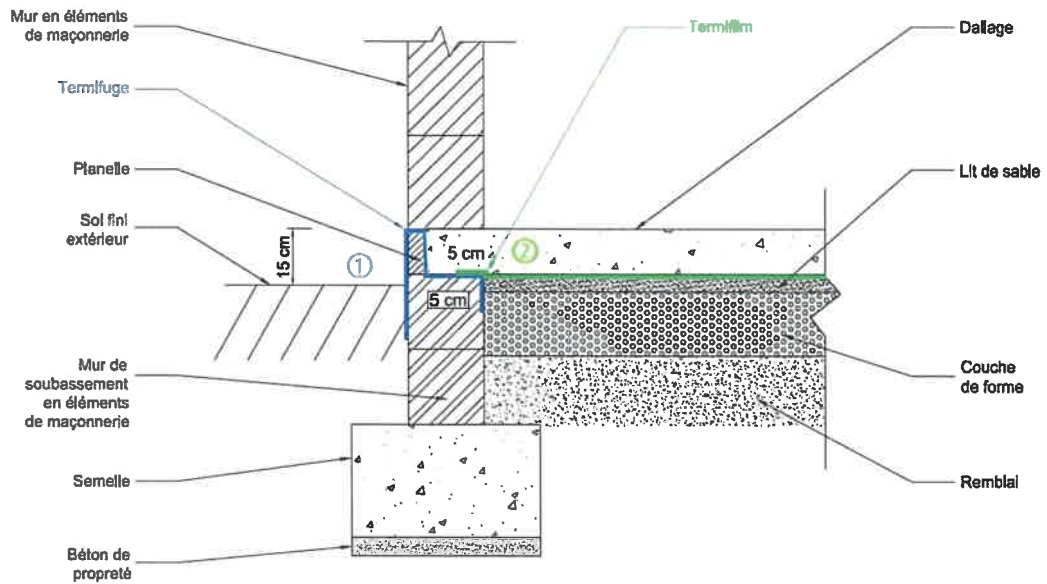 Mur en éléments
de maçonnerie
Termifuge
Planelle
Sol fini
extérieur
15 cm
①
Mur de
soubassement
en éléments
de maçonnerie
Semelle
Béton de
propreté
5 cm
②
5 cm
Termifilm
Dallage
Lit de sable
Couche
de forme
Remblai